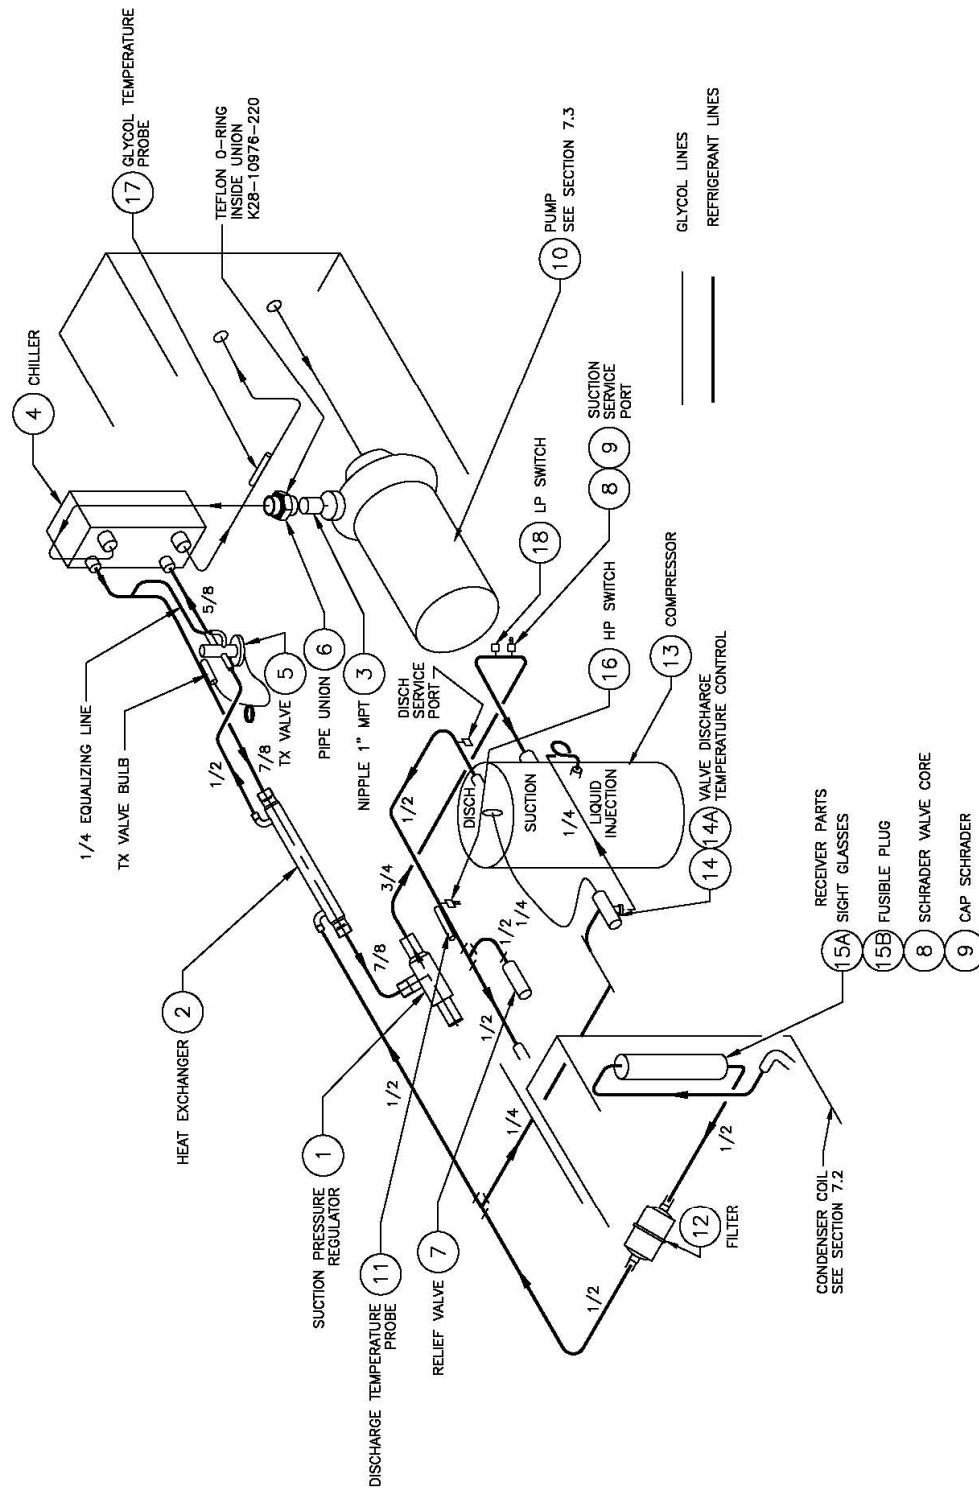 17
GLYCOL TEMPERATURE
PROBE
TEFLON O-RING
INSIDE UNION
K28-10976-220
10
PUMP
SEE SECTION 7.3
GLYCOL LINES
REFRIGERANT LINES
4
CHILLER
SUCTION
SERVICE
PORT
8
9
18
LP SWITCH
16
HP SWITCH
13
COMPRESSOR
14
14A
VALVE DISCHARGE
TEMPERATURE CONTROL
5/8
1/4 EQUALIZING LINE
TX VALVE BULB
5
TX VALVE
6
PIPE UNION
3
NIPPLE 1" MPT
DISCH
SERVICE
PORT
7/8
1/2
1/2
DISCH
SUCTION
1/4
LIQUID
INJECTION
HEAT EXCHANGER
2
3/4
7/8
1/2
1/4
1/2
1/2
1/4
SUCTION PRESSURE
REGULATOR
1
DISCHARGE TEMPERATURE
PROBE
11
RELIEF VALVE
7
RECEIVER PARTS
15A
SIGHT GLASSES
15B
FUSIBLE PLUG
8
SCHRADER VALVE CORE
9
CAP SCHRADER
1/2
12
FILTER
1/2
CONDENSER COIL
SEE SECTION 7.2